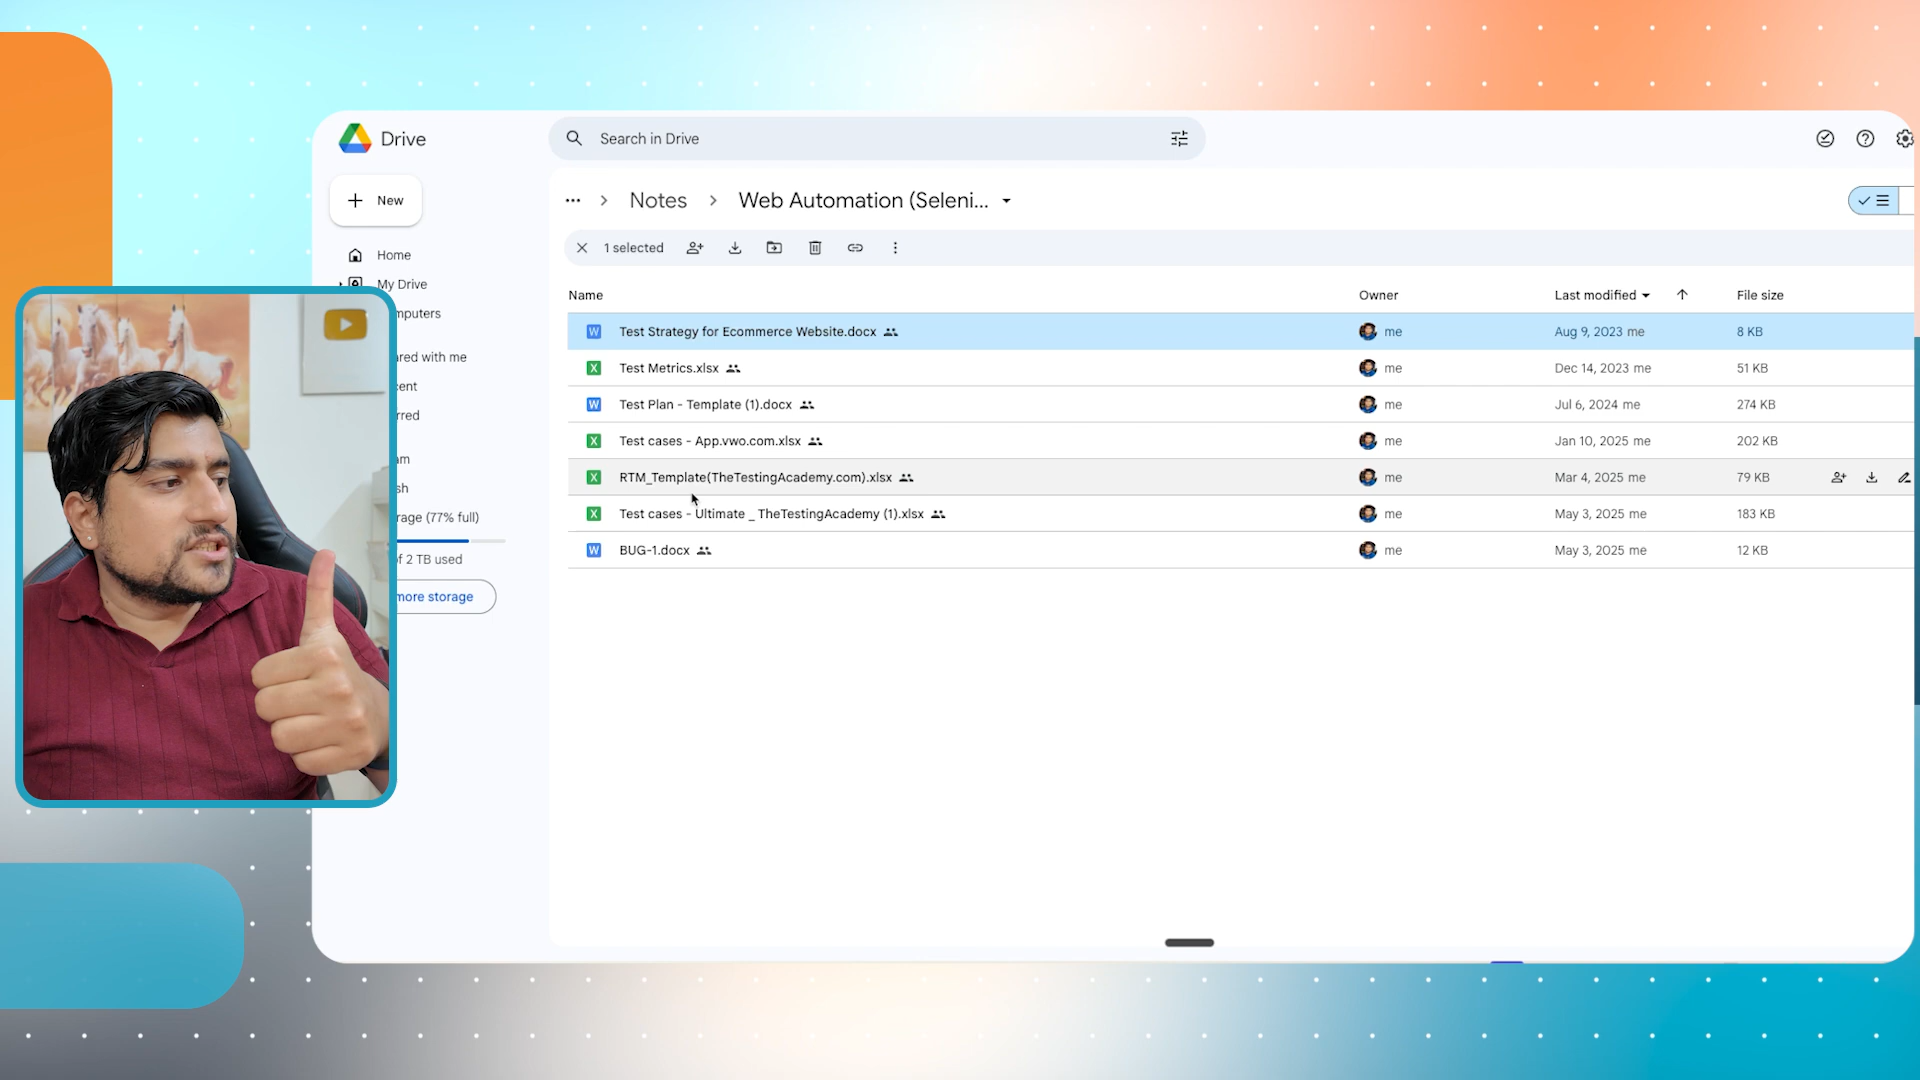 Drive
Search in Drive
New
Notes
Web Automation (Seleni...
1 selected
Home
My Drive
mputers
ared with me
cent
rred
am
sh
rage (77% full)
of 2 TB used
more storage
Name
Owner
Last modified
File size
Test Strategy for Ecommerce Website.docx
me
Aug 9, 2023 me
8 KB
Test Metrics.xlsx
me
Dec 14, 2023 me
51 KB
Test Plan - Template (1).docx
me
Jul 6, 2024 me
274 KB
Test cases - App.vwo.com.xlsx
me
Jan 10, 2025 me
202 KB
RTM_Template(TheTestingAcademy.com).xlsx
me
Mar 4, 2025 me
79 KB
Test cases - Ultimate _ TheTestingAcademy (1).xlsx
me
May 3, 2025 me
183 KB
BUG-1.docx
me
May 3, 2025 me
12 KB